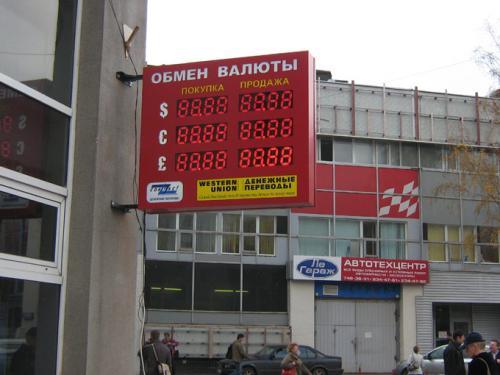 ОБМЕН ВАЛЮТЫ
ПОКУПКА ПРОДАЖА
$ 88.88 88.88
€ 88.88 88.88
£ 88.88 88.88
WESTERN UNION ДЕНЕЖНЫЕ ПЕРЕВОДЫ
Ле Гараж
АВТОТЕХЦЕНТР